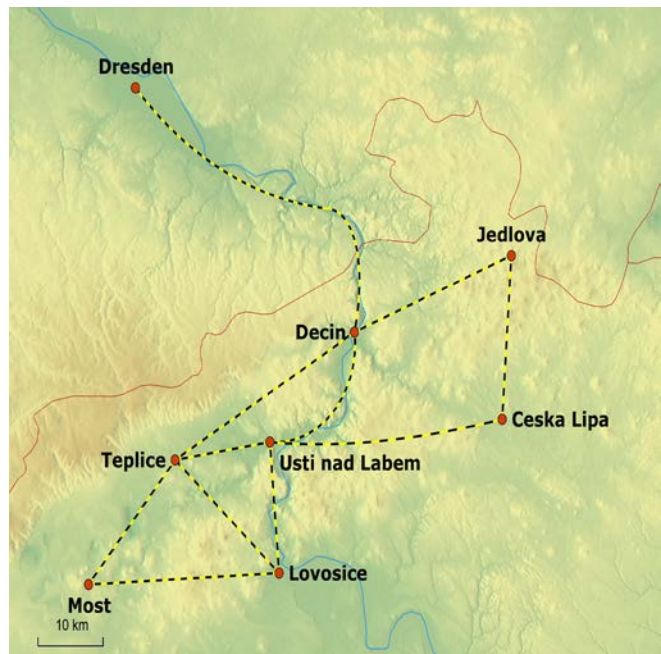 Dresden
Jedlova
Decin
Ceska Lipa
Teplice
Usti nad Labem
Lovosice
Most
10 km